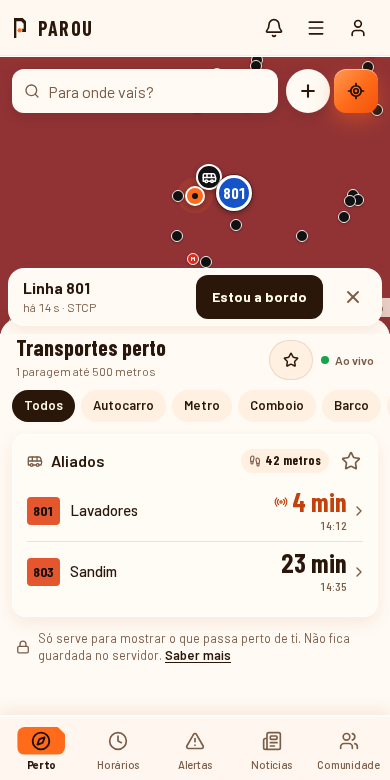 PAROU
Para onde vais?
801
M
Linha 801
há 14 s · STCP
Estou a bordo
Transportes perto
1 paragem até 500 metros
Ao vivo
Todos
Autocarro
Metro
Comboio
Barco
Aliados
42 metros
801
Lavadores
4 min
14:12
803
Sandim
23 min
14:35
Só serve para mostrar o que passa perto de ti. Não fica
guardada no servidor. Saber mais
Perto
Horários
Alertas
Notícias
Comunidade